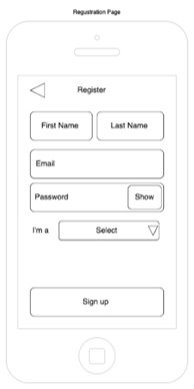 Regustration Page
Register
First Name Last Name
Email
Password Show
I'm a Select
Sign up